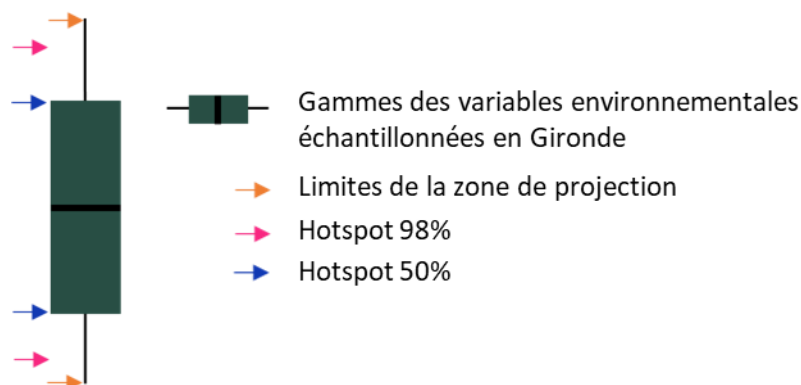 Gammes des variables environnementales
échantillonnées en Gironde
Limites de la zone de projection
Hotspot 98%
Hotspot 50%